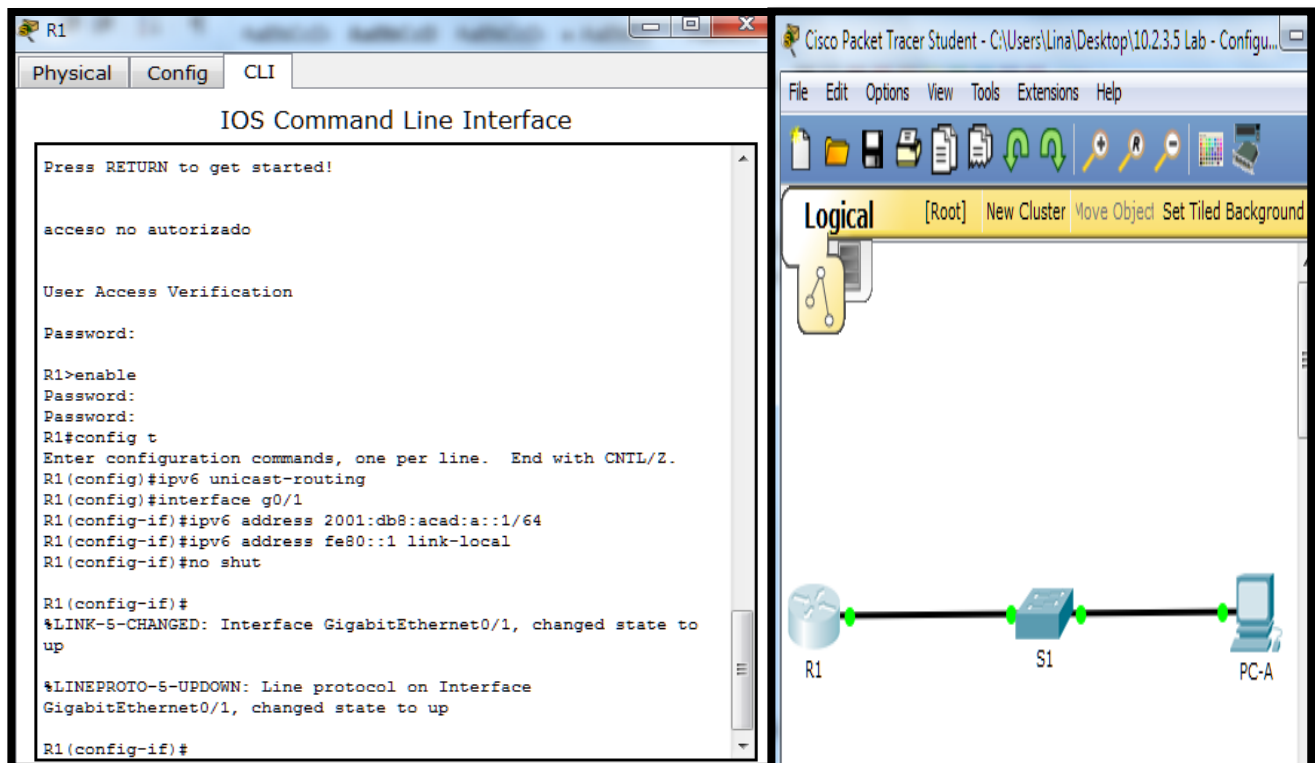 R1
Physical Config CLI
IOS Command Line Interface
Press RETURN to get started!
acceso no autorizado
User Access Verification
Password:
R1>enable
Password:
Password:
R1#config t
Enter configuration commands, one per line. End with CNTL/Z.
R1(config)#ipv6 unicast-routing
R1(config)#interface g0/1
R1(config-if)#ipv6 address 2001:db8:acad:a::1/64
R1(config-if)#ipv6 address fe80::1 link-local
R1(config-if)#no shut
R1(config-if)#
%LINK-5-CHANGED: Interface GigabitEthernet0/1, changed state to
up
%LINEPROTO-5-UPDOWN: Line protocol on Interface
GigabitEthernet0/1, changed state to up
R1(config-if)#
Cisco Packet Tracer Student - C:\Users\Lina\Desktop\10.2.3.5 Lab - Configu...
File Edit Options View Tools Extensions Help
Logical [Root] New Cluster Move Object Set Tiled Background
R1
S1
PC-A